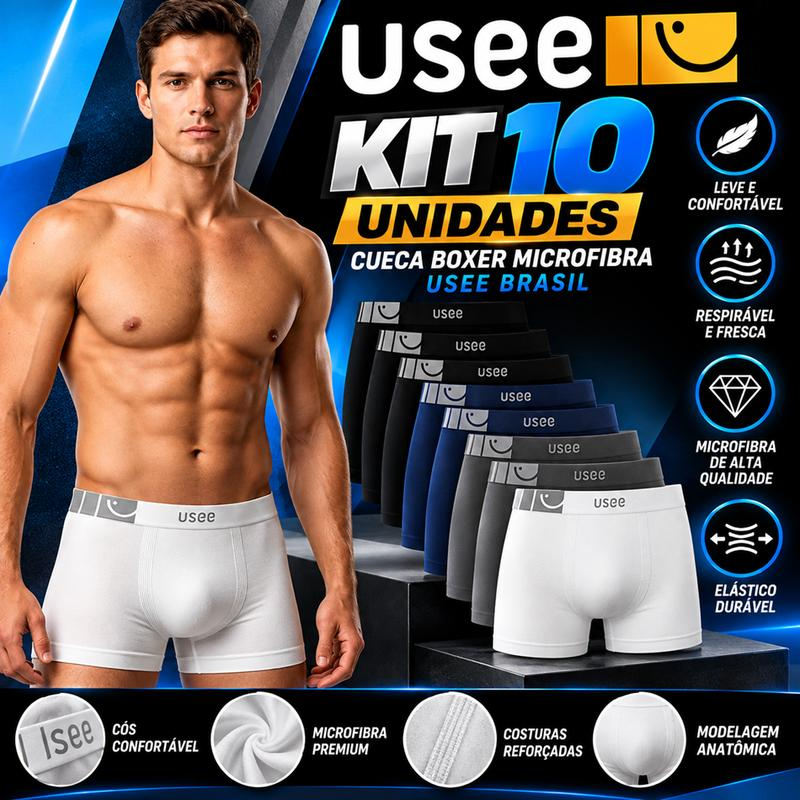 usee
KIT 10
UNIDADES
CUECA BOXER MICROFIBRA
USEE BRASIL
LEVE E
CONFORTÁVEL
RESPIRÁVEL
E FRESCA
MICROFIBRA
DE ALTA
QUALIDADE
ELÁSTICO
DURÁVEL
usee
usee
usee
usee
usee
usee
usee
usee
usee
Isee
CÓS
CONFORTÁVEL
MICROFIBRA
PREMIUM
COSTURAS
REFORÇADAS
MODELAGEM
ANATÔMICA